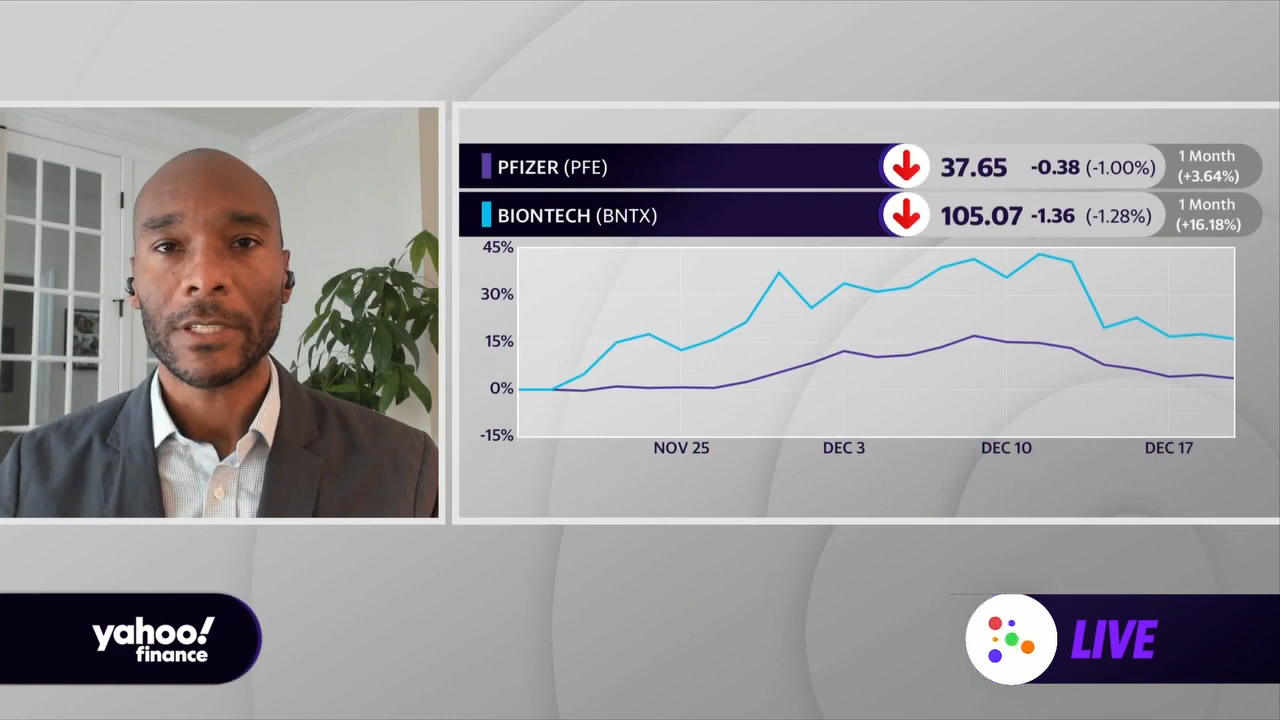 PFIZER (PFE) 37.65 -0.38 (-1.00%) 1 Month (+3.64%)
BIONTECH (BNTX) 105.07 -1.36 (-1.28%) 1 Month (+16.18%)
45%
30%
15%
0%
-15%
NOV 25 DEC 3 DEC 10 DEC 17
yahoo!
finance
LIVE